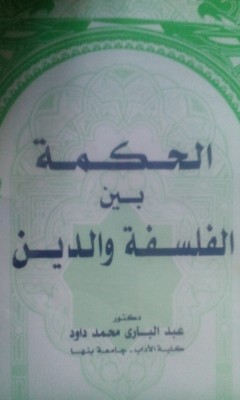 الحكمة
بين
الفلسفة والدين
دكتور
عبد البارى محمد داود
كلية الآداب - جامعة بنها